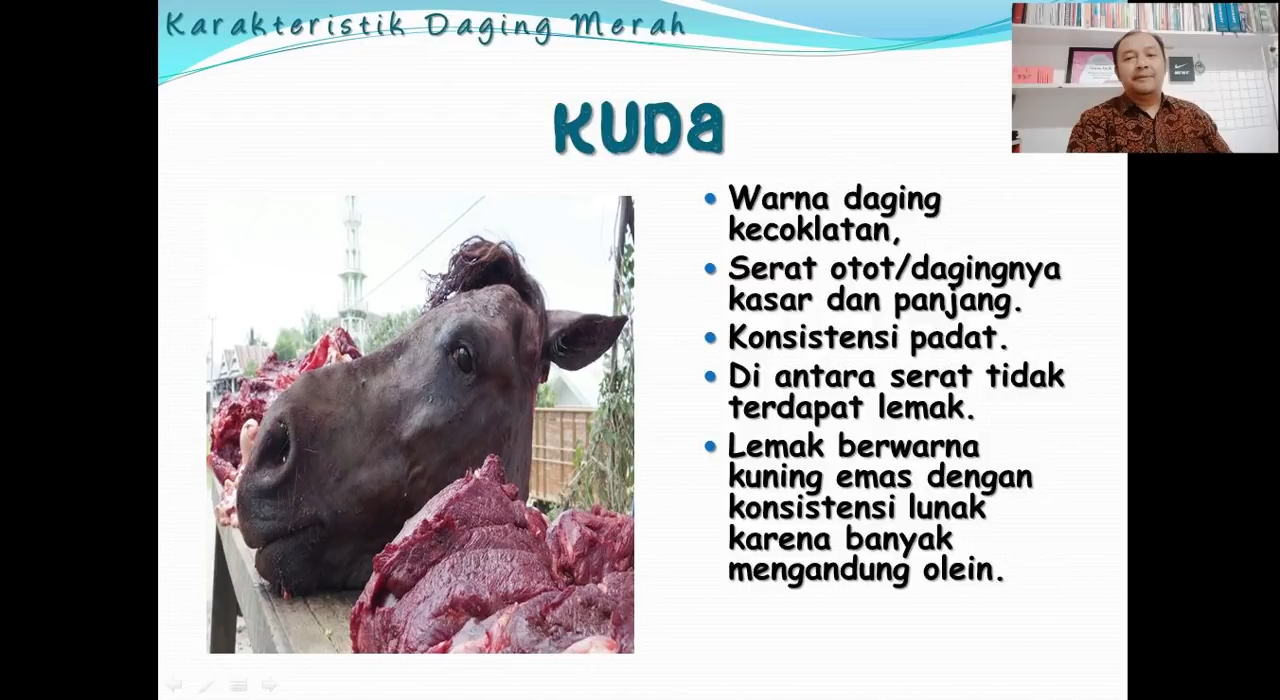 Karakteristik Daging Merah
KUDa
• Warna daging
kecoklatan,
• Serat otot/dagingnya
kasar dan panjang.
• Konsistensi padat.
• Di antara serat tidak
terdapat lemak.
• Lemak berwarna
kuning emas dengan
konsistensi lunak
karena banyak
mengandung olein.